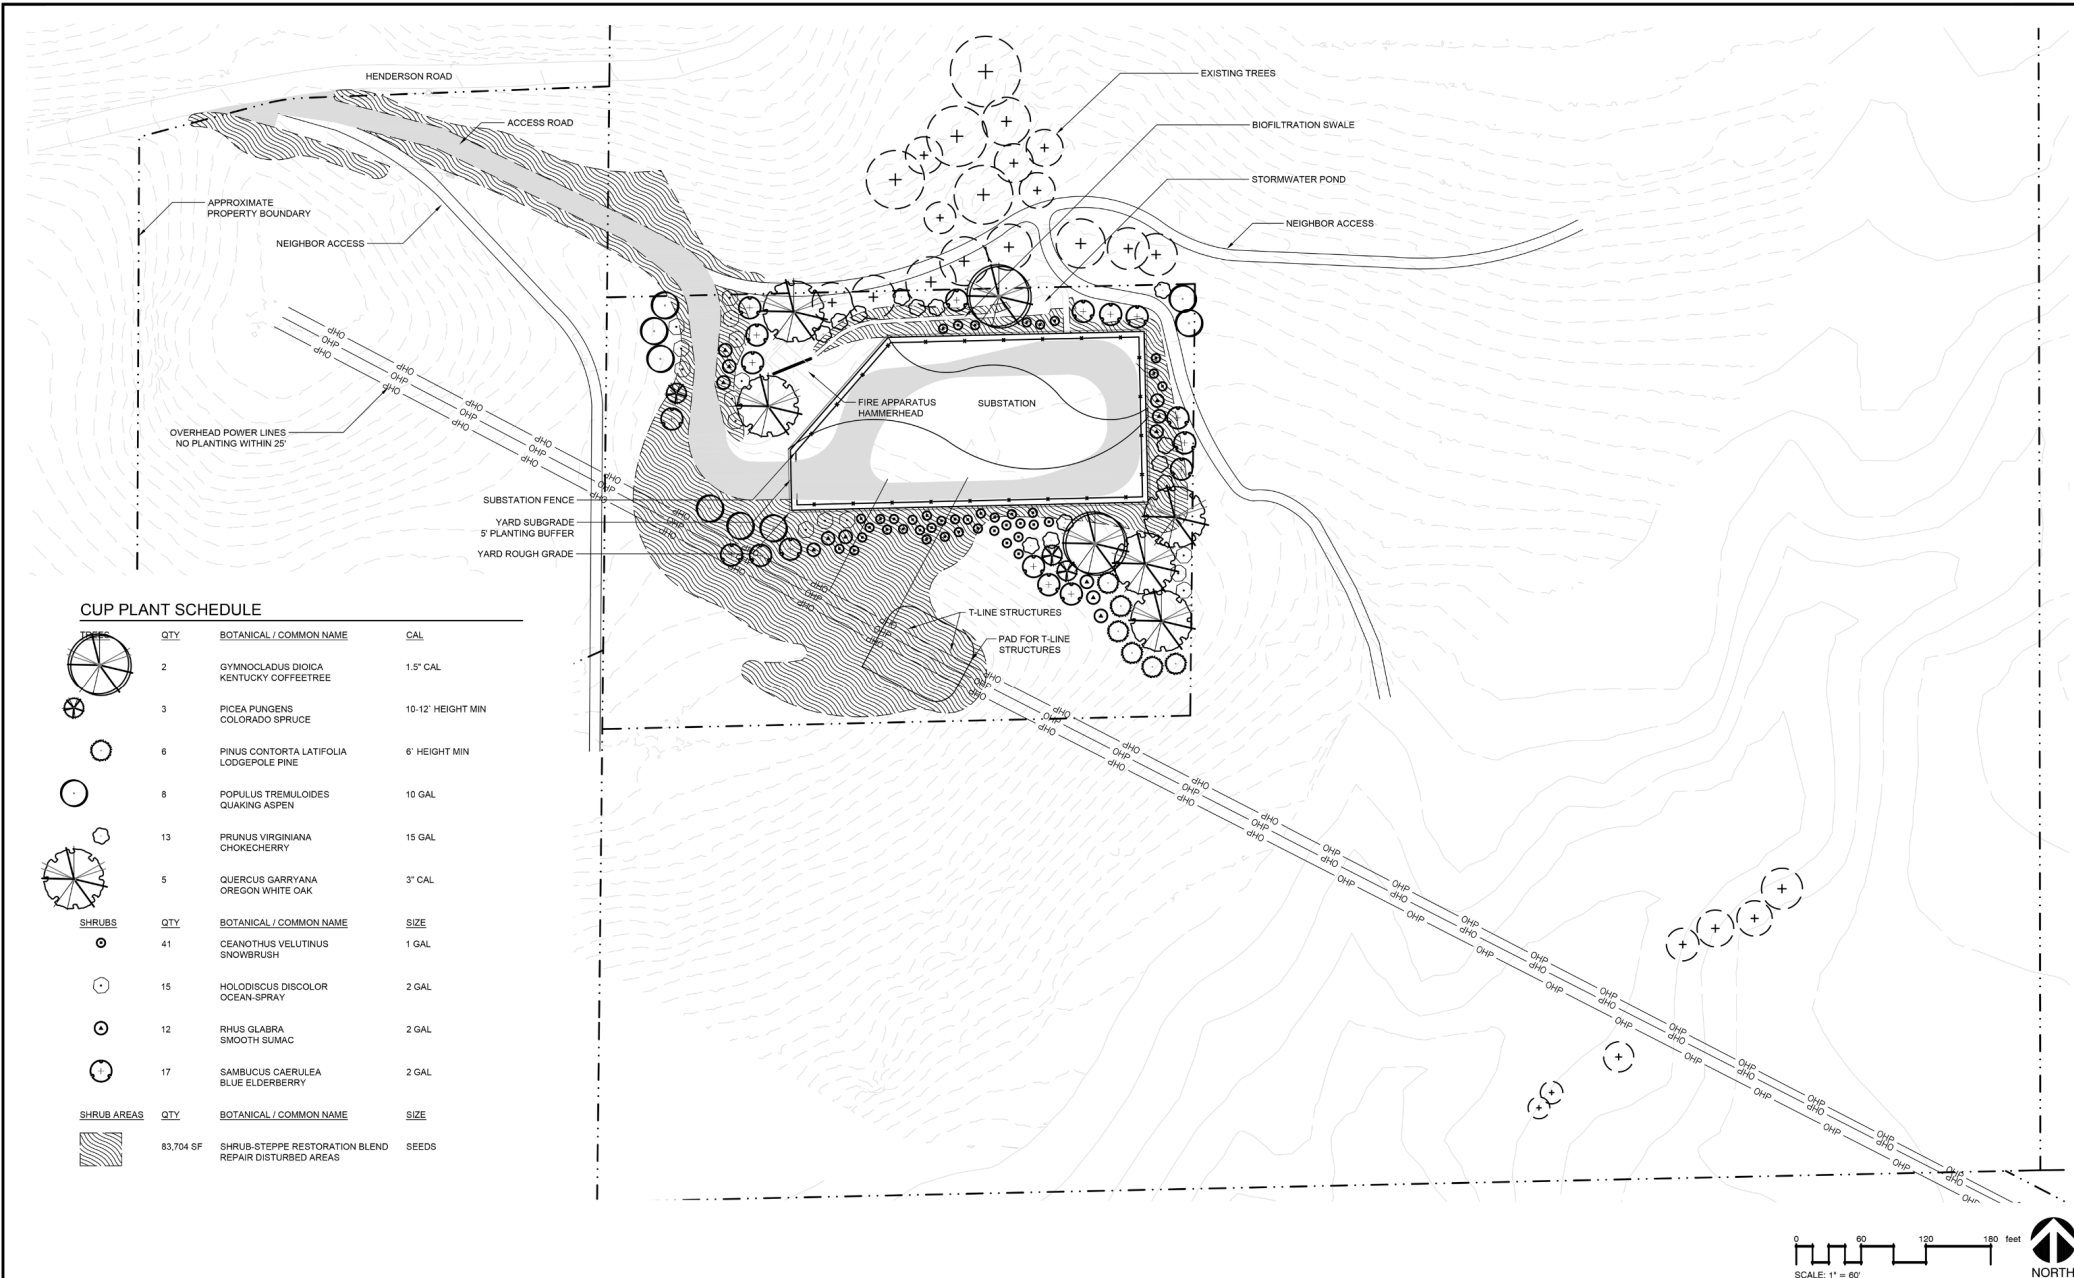 HENDERSON ROAD
EXISTING TREES
ACCESS ROAD
BIOFILTRATION SWALE
STORMWATER POND
APPROXIMATE
PROPERTY BOUNDARY
NEIGHBOR ACCESS
NEIGHBOR ACCESS
FIRE APPARATUS
HAMMERHEAD
SUBSTATION
OVERHEAD POWER LINES
NO PLANTING WITHIN 25'
SUBSTATION FENCE
YARD SUBGRADE
5' PLANTING BUFFER
YARD ROUGH GRADE
T-LINE STRUCTURES
PAD FOR T-LINE
STRUCTURES
OHP
OHP
OHP
CUP PLANT SCHEDULE
TREES QTY BOTANICAL / COMMON NAME CAL
2 GYMNOCLADUS DIOICA 1.5" CAL
KENTUCKY COFFEETREE
3 PICEA PUNGENS 10-12' HEIGHT MIN
COLORADO SPRUCE
6 PINUS CONTORTA LATIFOLIA 6' HEIGHT MIN
LODGEPOLE PINE
8 POPULUS TREMULOIDES 10 GAL
QUAKING ASPEN
13 PRUNUS VIRGINIANA 15 GAL
CHOKECHERRY
5 QUERCUS GARRYANA 3" CAL
OREGON WHITE OAK
SHRUBS QTY BOTANICAL / COMMON NAME SIZE
41 CEANOTHUS VELUTINUS 1 GAL
SNOWBRUSH
15 HOLODISCUS DISCOLOR 2 GAL
OCEAN-SPRAY
12 RHUS GLABRA 2 GAL
SMOOTH SUMAC
17 SAMBUCUS CAERULEA 2 GAL
BLUE ELDERBERRY
SHRUB AREAS QTY BOTANICAL / COMMON NAME SIZE
83,704 SF SHRUB-STEPPE RESTORATION BLEND SEEDS
REPAIR DISTURBED AREAS
0 60 120 180 feet
SCALE: 1" = 60'
NORTH